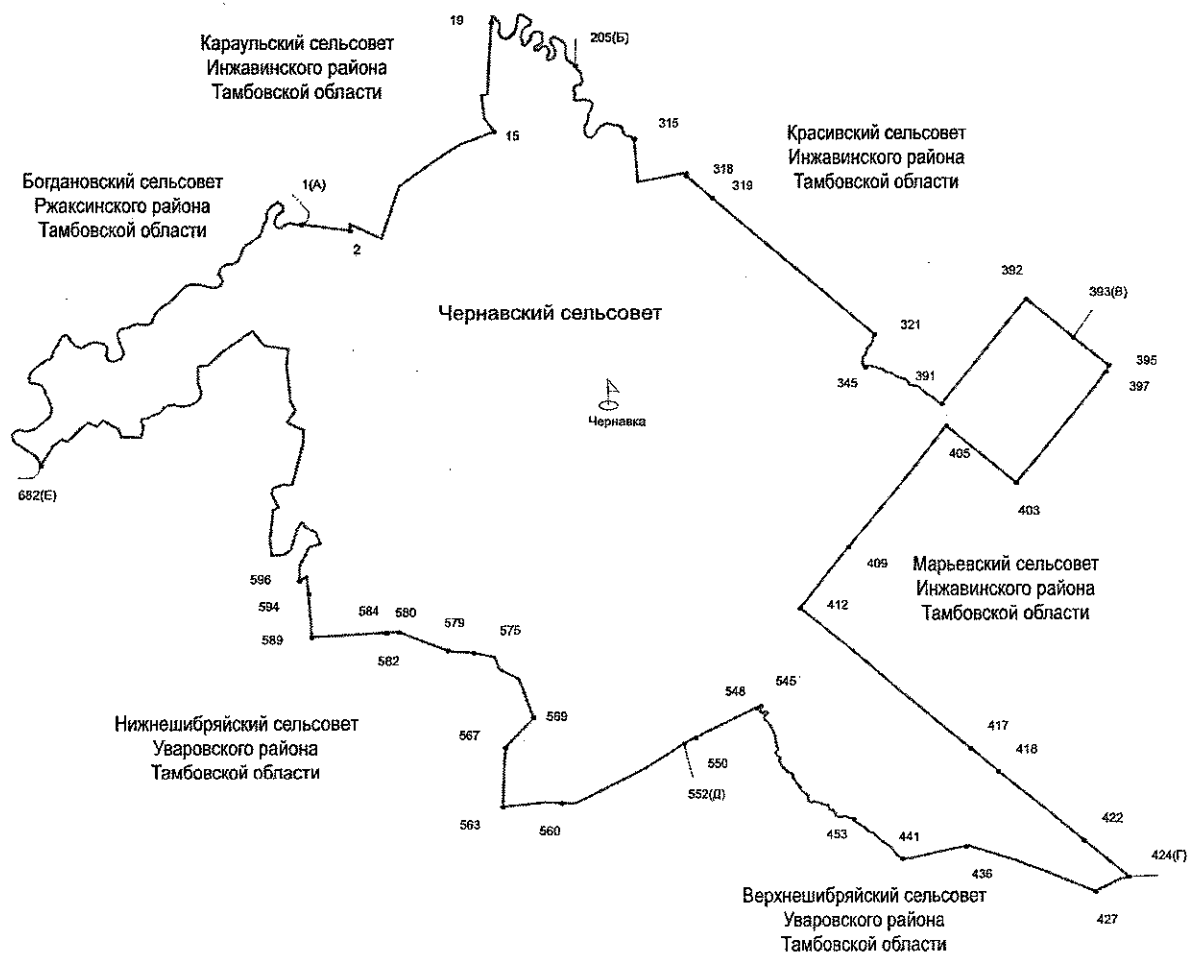 19
Караульский сельсовет
Инжавинского района
Тамбовской области
205(Б)
15
315
Красивский сельсовет
Инжавинского района
Тамбовской области
318
319
Богдановский сельсовет
Ржаксинского района
Тамбовской области
1(А)
2
392
393(В)
Чернавский сельсовет
321
395
397
345
391
Чернавка
405
682(Е)
403
409
Марьевский сельсовет
Инжавинского района
Тамбовской области
412
596
594
589
584
580
582
579
575
548
545
569
Нижнешибряйский сельсовет
Уваровского района
Тамбовской области
567
417
418
550
552(Д)
563
560
453
441
422
424(Г)
436
Верхнешибряйский сельсовет
Уваровского района
Тамбовской области
427